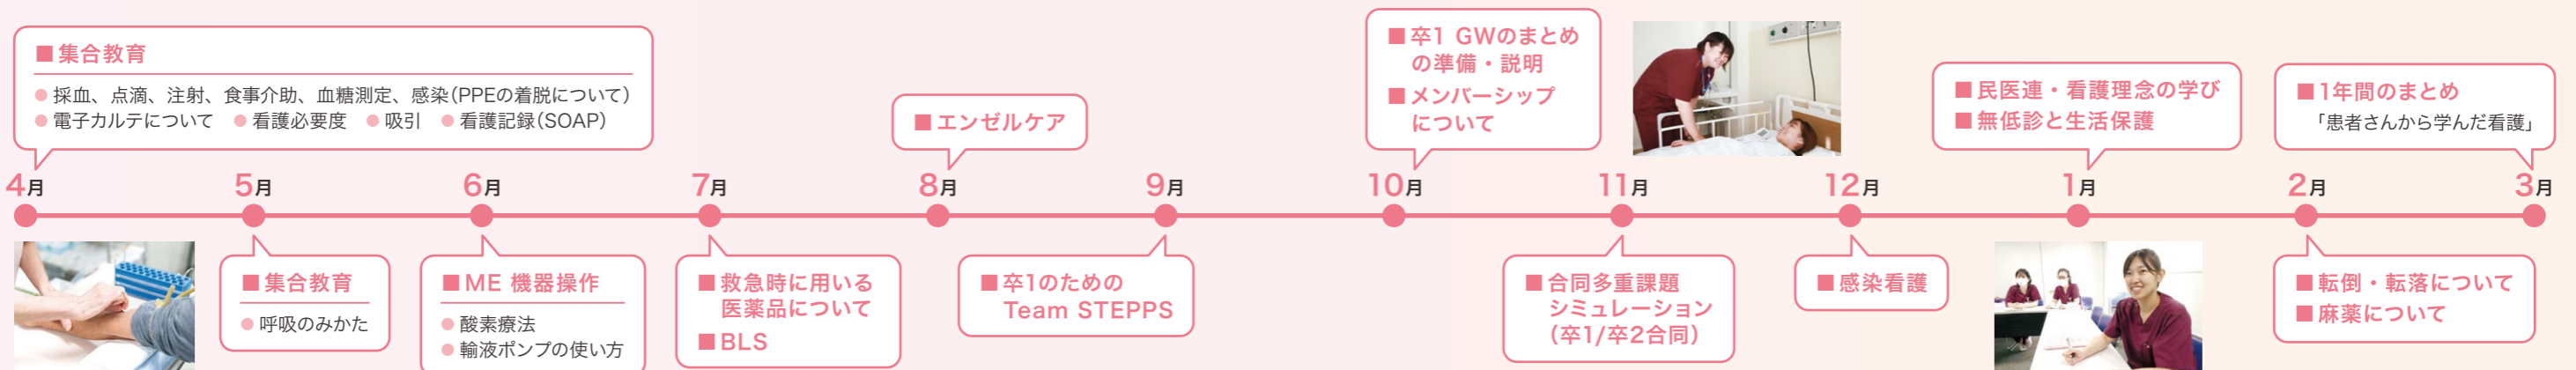 ■集合教育
●採血、点滴、注射、食事介助、血糖測定、感染(PPEの着脱について)
●電子カルテについて ●看護必要度 ●吸引 ●看護記録(SOAP)
■エンゼルケア
■卒1 GWのまとめ
の準備・説明
■メンバーシップ
について
■民医連・看護理念の学び
■無低診と生活保護
■1年間のまとめ
「患者さんから学んだ看護」
4月 5月 6月 7月 8月 9月 10月 11月 12月 1月 2月 3月
■集合教育
●呼吸のみかた
■ME 機器操作
●酸素療法
●輸液ポンプの使い方
■救急時に用いる
医薬品について
■BLS
■卒1のための
Team STEPPS
■合同多重課題
シミュレーション
(卒1/卒2合同)
■感染看護
■転倒・転落について
■麻薬について